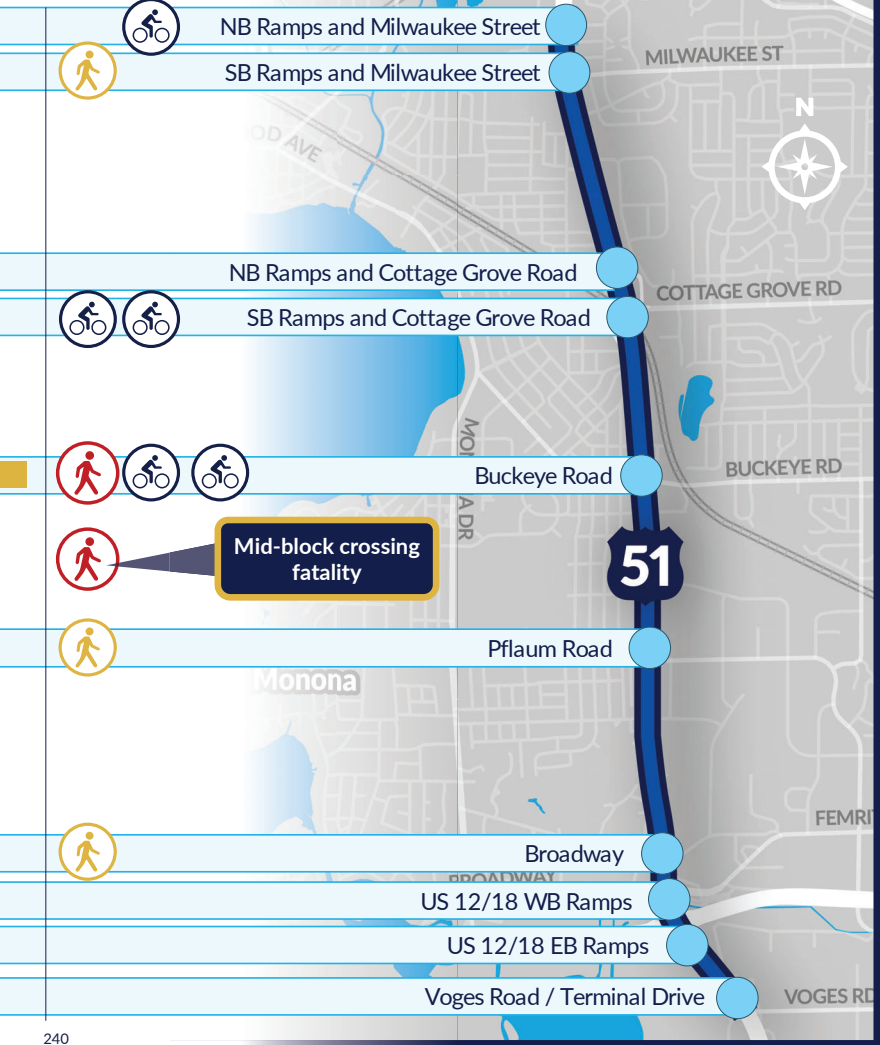 NB Ramps and Milwaukee Street
MILWAUKEE ST
SB Ramps and Milwaukee Street
N
AVE
NB Ramps and Cottage Grove Road
COTTAGE GROVE RD
SB Ramps and Cottage Grove Road
BUCKEYE RD
Buckeye Road
DR
Mid-block crossing
fatality
51
Pflaum Road
Monona
FEMRI
Broadway
BROADWAY
US 12/18 WB Ramps
US 12/18 EB Ramps
Voges Road / Terminal Drive
VOGES RD
240